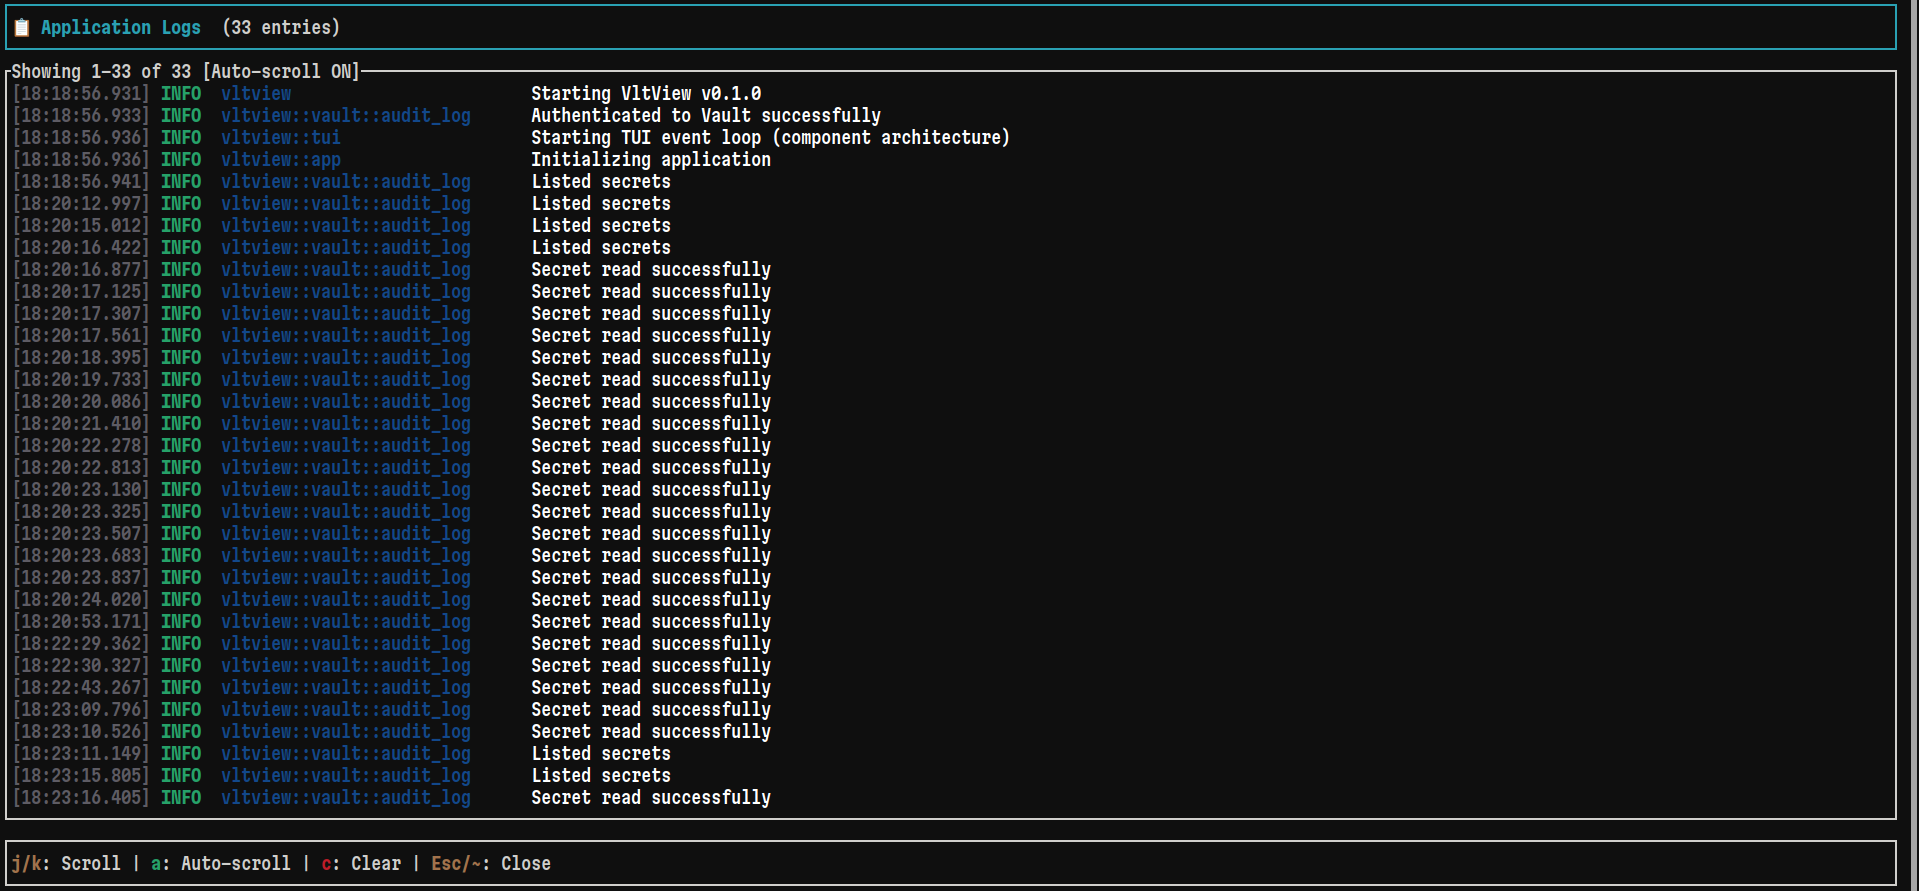 📋 Application Logs (33 entries)
Showing 1-33 of 33 [Auto-scroll ON]
[18:18:56.931] INFO vltview Starting VltView v0.1.0
[18:18:56.933] INFO vltview::vault::audit_log Authenticated to Vault successfully
[18:18:56.936] INFO vltview::tui Starting TUI event loop (component architecture)
[18:18:56.936] INFO vltview::app Initializing application
[18:18:56.941] INFO vltview::vault::audit_log Listed secrets
[18:20:12.997] INFO vltview::vault::audit_log Listed secrets
[18:20:15.012] INFO vltview::vault::audit_log Listed secrets
[18:20:16.422] INFO vltview::vault::audit_log Listed secrets
[18:20:16.877] INFO vltview::vault::audit_log Secret read successfully
[18:20:17.125] INFO vltview::vault::audit_log Secret read successfully
[18:20:17.307] INFO vltview::vault::audit_log Secret read successfully
[18:20:17.561] INFO vltview::vault::audit_log Secret read successfully
[18:20:18.395] INFO vltview::vault::audit_log Secret read successfully
[18:20:19.733] INFO vltview::vault::audit_log Secret read successfully
[18:20:20.086] INFO vltview::vault::audit_log Secret read successfully
[18:20:21.410] INFO vltview::vault::audit_log Secret read successfully
[18:20:22.278] INFO vltview::vault::audit_log Secret read successfully
[18:20:22.813] INFO vltview::vault::audit_log Secret read successfully
[18:20:23.130] INFO vltview::vault::audit_log Secret read successfully
[18:20:23.325] INFO vltview::vault::audit_log Secret read successfully
[18:20:23.507] INFO vltview::vault::audit_log Secret read successfully
[18:20:23.683] INFO vltview::vault::audit_log Secret read successfully
[18:20:23.837] INFO vltview::vault::audit_log Secret read successfully
[18:20:24.020] INFO vltview::vault::audit_log Secret read successfully
[18:20:53.171] INFO vltview::vault::audit_log Secret read successfully
[18:22:29.362] INFO vltview::vault::audit_log Secret read successfully
[18:22:30.327] INFO vltview::vault::audit_log Secret read successfully
[18:22:43.267] INFO vltview::vault::audit_log Secret read successfully
[18:23:09.796] INFO vltview::vault::audit_log Secret read successfully
[18:23:10.526] INFO vltview::vault::audit_log Secret read successfully
[18:23:11.149] INFO vltview::vault::audit_log Listed secrets
[18:23:15.805] INFO vltview::vault::audit_log Listed secrets
[18:23:16.405] INFO vltview::vault::audit_log Secret read successfully
j/k: Scroll | a: Auto-scroll | c: Clear | Esc/~: Close